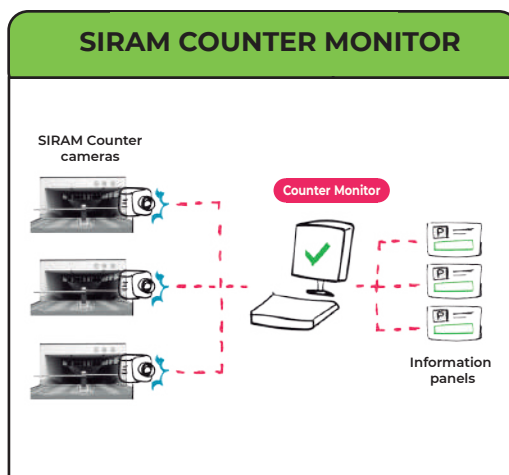 SIRAM COUNTER MONITOR
SIRAM Counter
cameras
Counter Monitor
P
P
P
Information
panels